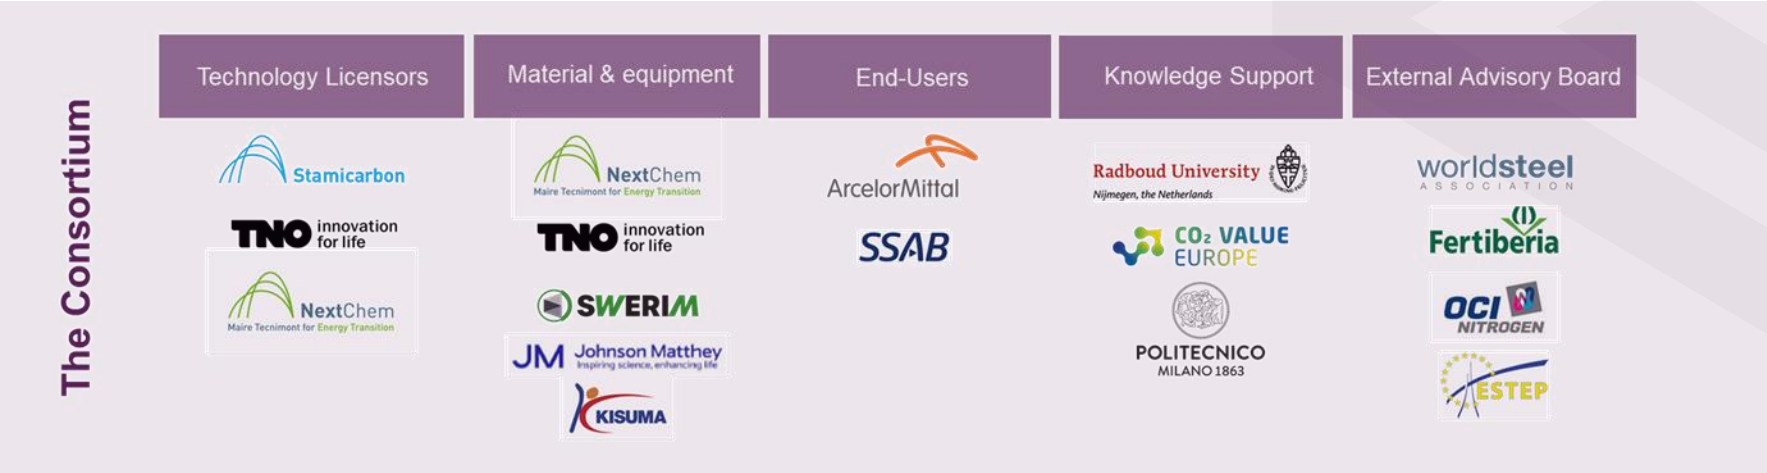 The Consortium
Technology Licensors
Stamicarbon
TNO innovation
for life
NextChem
Maire Tecnimont for Energy Transition
Material & equipment
NextChem
Maire Tecnimont for Energy Transition
TNO innovation
for life
SWERIM
JM Johnson Matthey
Inspiring science, enhancing life
KISUMA
End-Users
ArcelorMittal
SSAB
Knowledge Support
Radboud University
Nijmegen, the Netherlands
CO₂ VALUE
EUROPE
POLITECNICO
MILANO 1863
External Advisory Board
worldsteel
ASSOCIATION
Fertiberia
OCI
NITROGEN
ESTEP